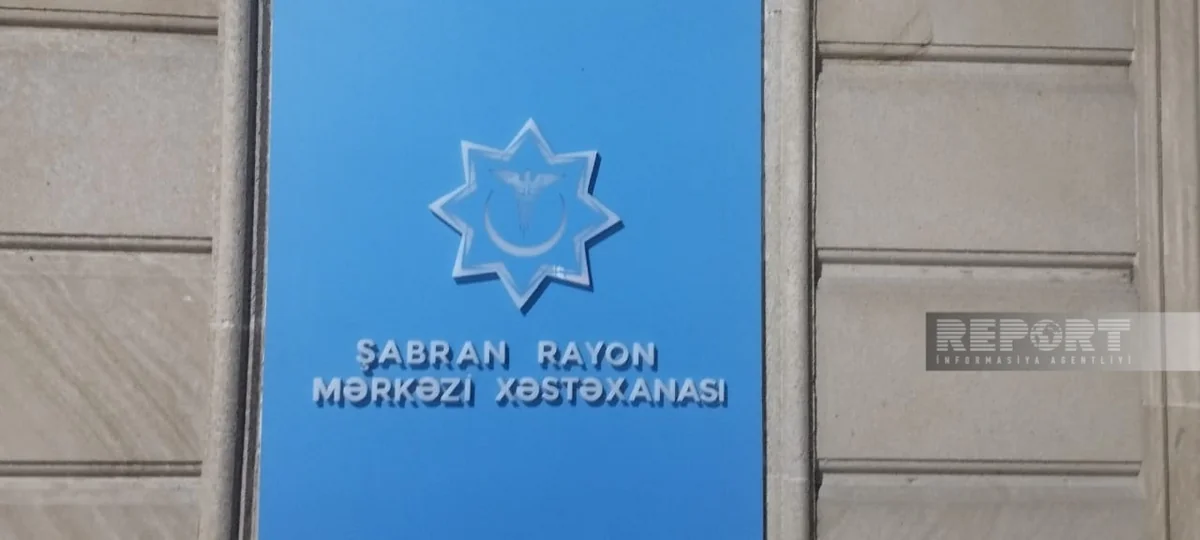 ŞABRAN RAYON
MƏRKƏZİ XƏSTƏXANASI
REPORT
İNFORMASİYA AGENTLİYİ